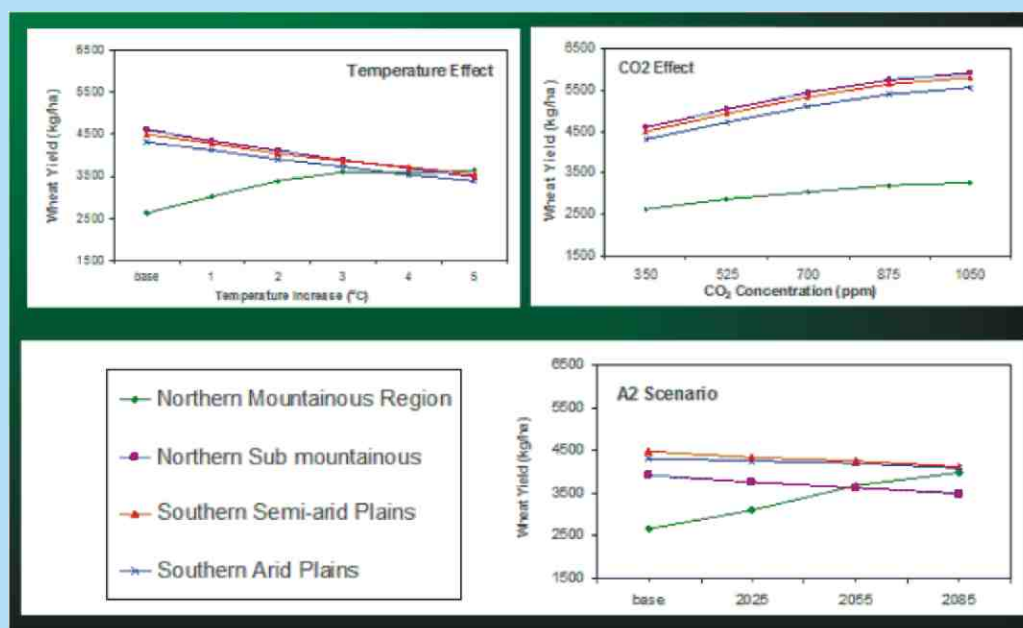 Temperature Effect
Wheat Yield (kg/ha)
6500
5500
4500
3500
2500
1500
base 1 2 3 4 5
Temperature Increase (°C)
CO2 Effect
Wheat Yield (kg/ha)
6500
5500
4500
3500
2500
1500
350 525 700 875 1050
CO₂ Concentration (ppm)
Northern Mountainous Region
Northern Sub mountainous
Southern Semi-arid Plains
Southern Arid Plains
A2 Scenario
Wheat Yield (kg/ha)
6500
5500
4500
3500
2500
1500
base 2025 2055 2085